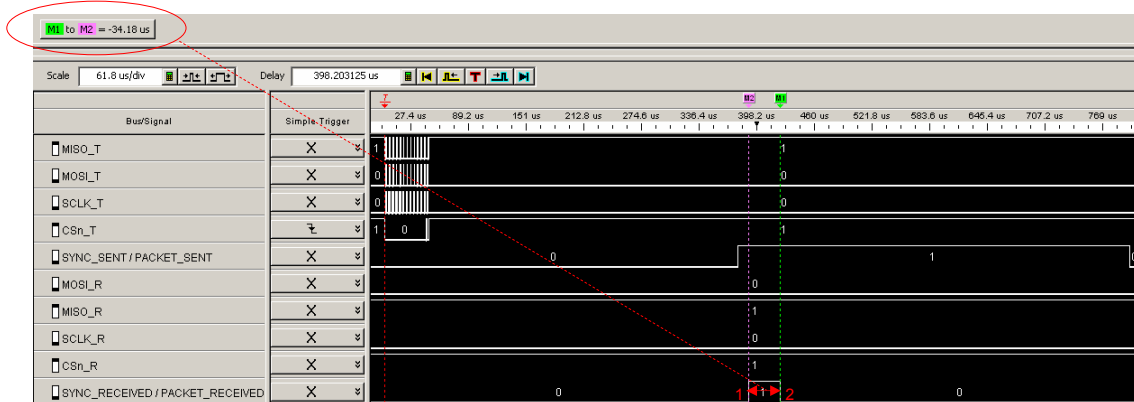 M1 to M2 = -34.18 us
Scale 61.8 us/div Delay 398.203125 us T
T M2 M1
Bus/Signal Simple Trigger 27.4 us 89.2 us 151 us 212.8 us 274.6 us 336.4 us 398.2 us 460 us 521.8 us 583.6 us 645.4 us 707.2 us 769 us
MISO_T X 1 1
MOSI_T X 0 0
SCLK_T X 0 0
CSn_T 1 0 1
SYNC_SENT / PACKET_SENT X 0 1 0
MOSI_R X 0
MISO_R X 1
SCLK_R X 0
CSn_R X 1
SYNC_RECEIVED / PACKET_RECEIVED X 0 1 1 2 0